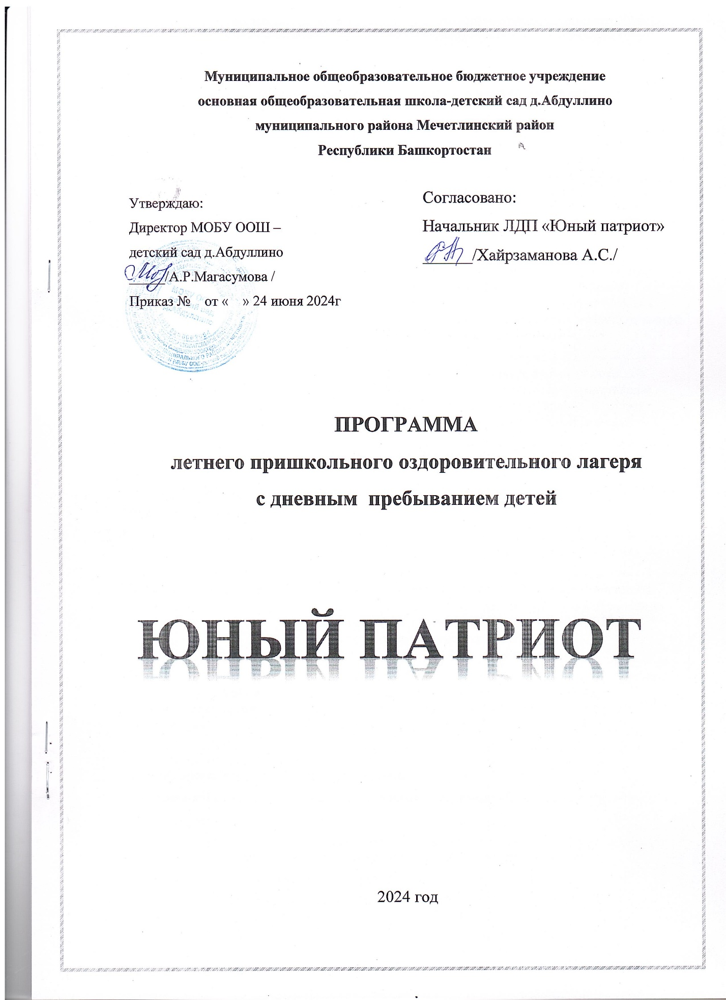 Муниципальное общеобразовательное бюджетное учреждение
основная общеобразовательная школа-детский сад д.Абдуллино
муниципального района Мечетлинский район
Республики Башкортостан
Утверждаю:
Директор МОБУ ООШ –
детский сад д.Абдуллино
/А.Р.Магасумова /
Приказ № от « » 24 июня 2024г
Согласовано:
Начальник ЛДП «Юный патриот»
/Хайрзаманова А.С./
ПРОГРАММА
летнего пришкольного оздоровительного лагеря
с дневным пребыванием детей
ЮНЫЙ ПАТРИОТ
2024 год